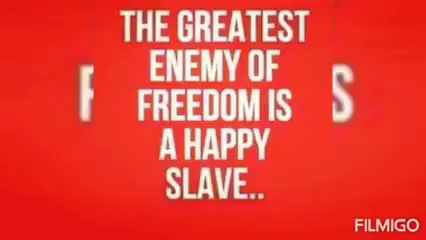 THE GREATEST
ENEMY OF
FREEDOM IS
A HAPPY
SLAVE..
FILMIGO